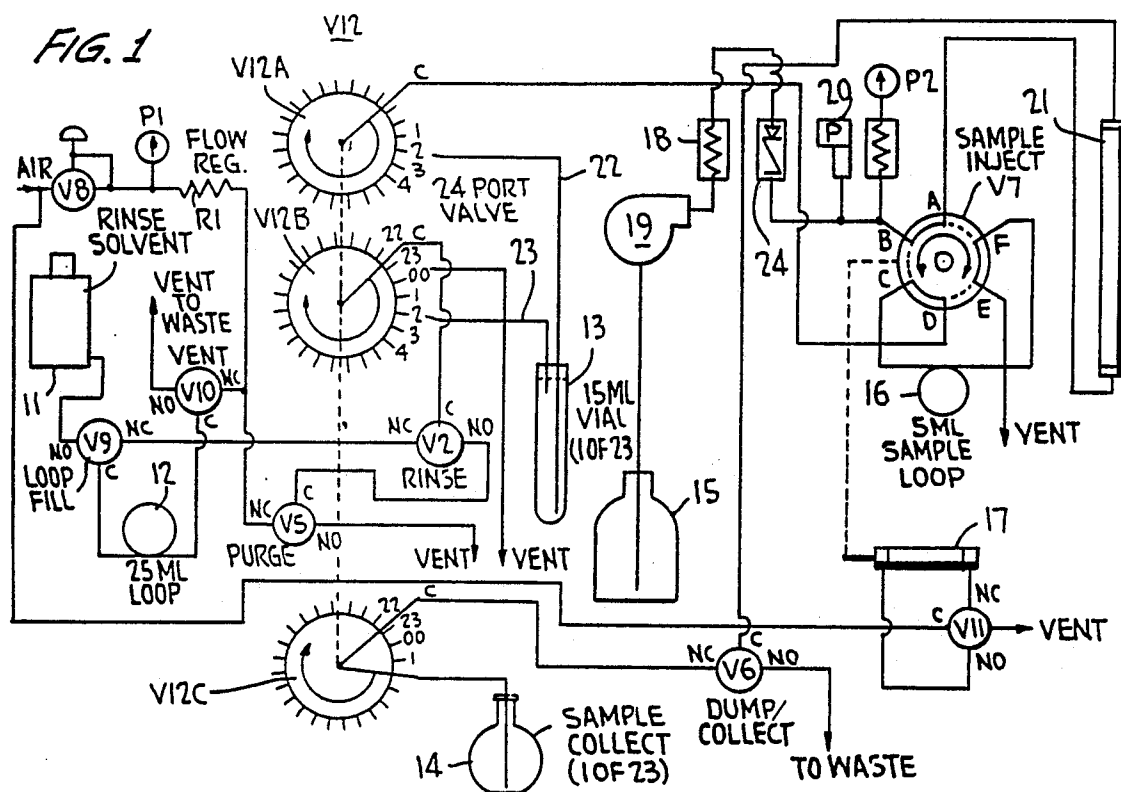 FIG. 1
V12
V12A
C
1
2
3
4
22
24 PORT
VALVE
P1
AIR
V8
FLOW
REG.
R1
RINSE
SOLVENT
11
VENT
TO
WASTE
VENT
V10
NO
NC
C
V9
NO
NC
C
LOOP
FILL
12
25 ML
LOOP
V12B
22
C
23
00
1
2
3
4
23
13
15ML
VIAL
(1 OF 23
C
NC
V2
NO
RINSE
C
NC
V5
NO
PURGE
VENT
VENT
V12C
C
22
23
00
1
14
SAMPLE
COLLECT
(1 OF 23)
18
19
15
24
20
P
P2
SAMPLE
INJECT
V7
A
B
C
D
E
F
16
5ML
SAMPLE
LOOP
VENT
21
17
NC
C
V11
NO
VENT
C
NC
V6
NO
DUMP/
COLLECT
TO WASTE